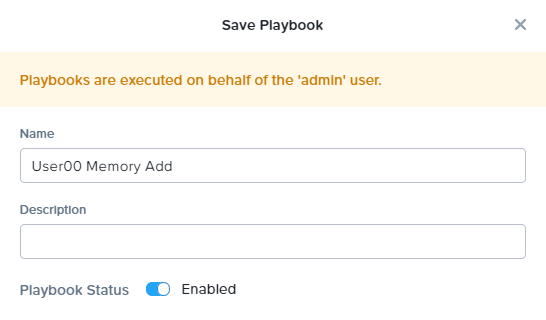 Save Playbook
Playbooks are executed on behalf of the 'admin' user.
Name
User00 Memory Add
Description
Playbook Status Enabled